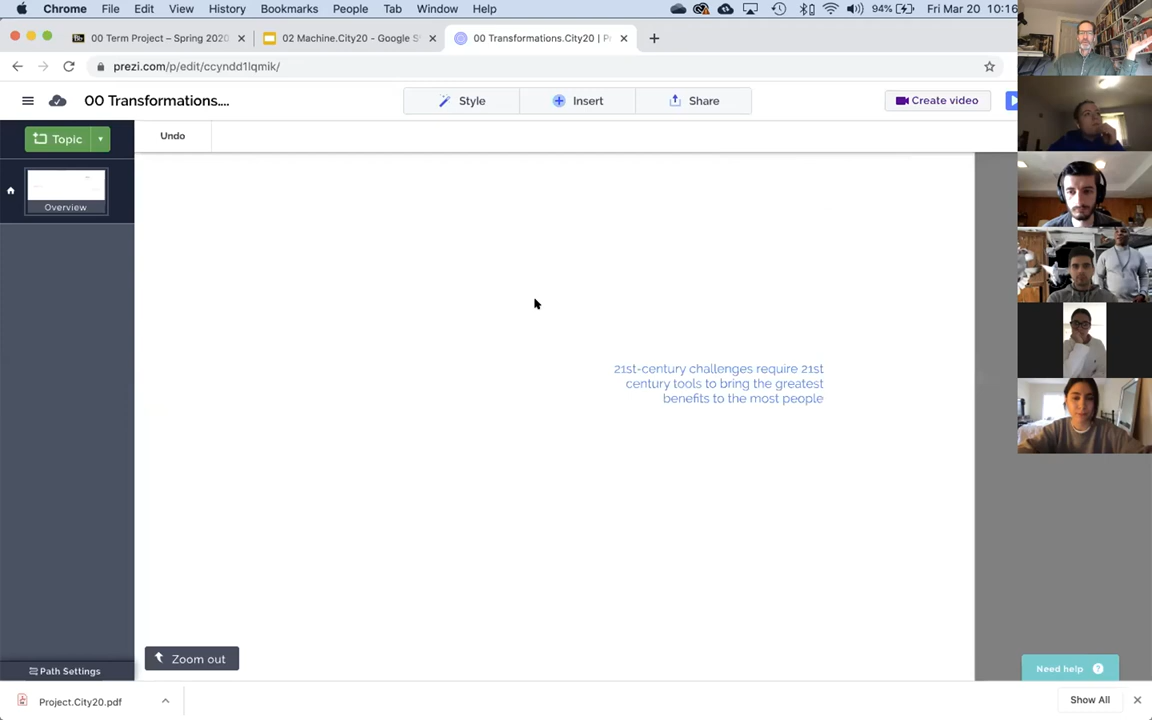 Chrome File Edit View History Bookmarks People Tab Window Help 94% Fri Mar 20 10:16
00 Term Project – Spring 2020 02 Machine.City20 - Google S 00 Transformations.City20 | P
prezi.com/p/edit/ccyndd1lqmik/
00 Transformations.... Style Insert Share Create video
Topic Undo
Overview
21st-century challenges require 21st
century tools to bring the greatest
benefits to the most people
Zoom out
Path Settings Need help ?
Project.City20.pdf Show All